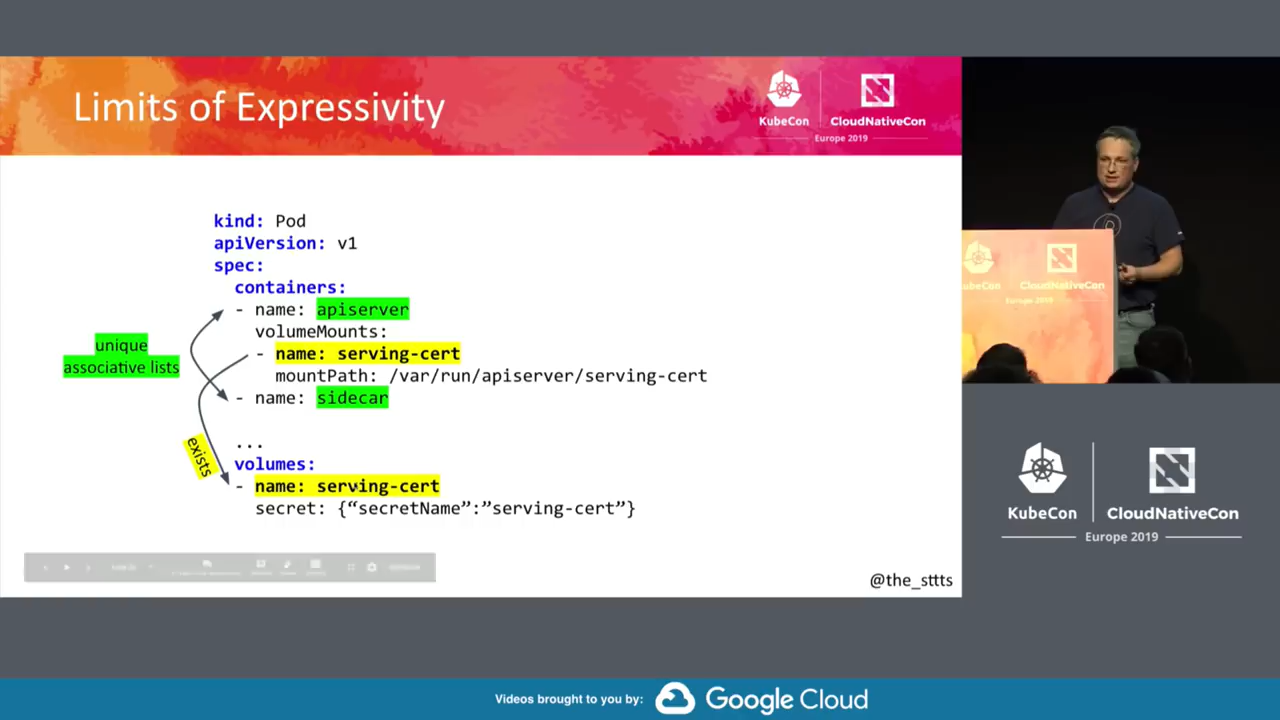 Limits of Expressivity
KubeCon
CloudNativeCon
Europe 2019
kind: Pod
apiVersion: v1
spec:
containers:
- name: apiserver
volumeMounts:
- name: serving-cert
mountPath: /var/run/apiserver/serving-cert
- name: sidecar
unique
associative lists
exists
...
volumes:
- name: serving-cert
secret: {“secretName”:”serving-cert”}
@the_sttts
CloudNativeCon
Europe 2019
KubeCon
CloudNativeCon
Europe 2019
Videos brought to you by:
Google Cloud